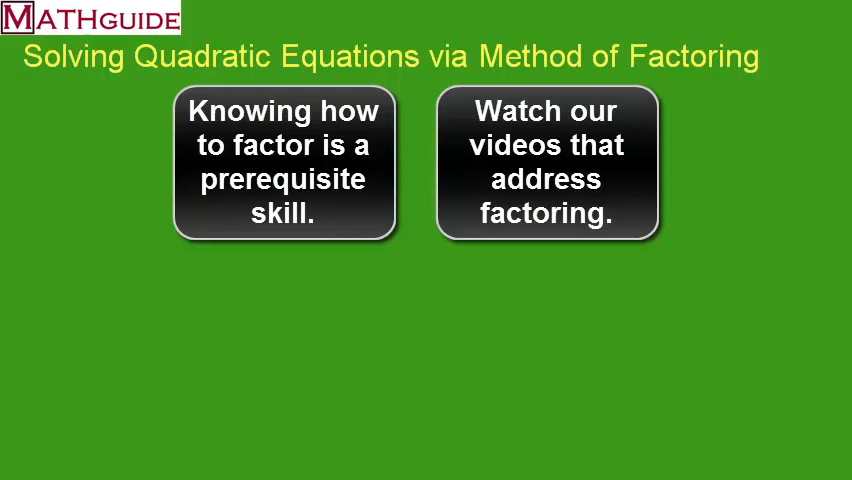 MATHGUIDE
Solving Quadratic Equations via Method of Factoring
Knowing how
to factor is a
prerequisite
skill.
Watch our
videos that
address
factoring.